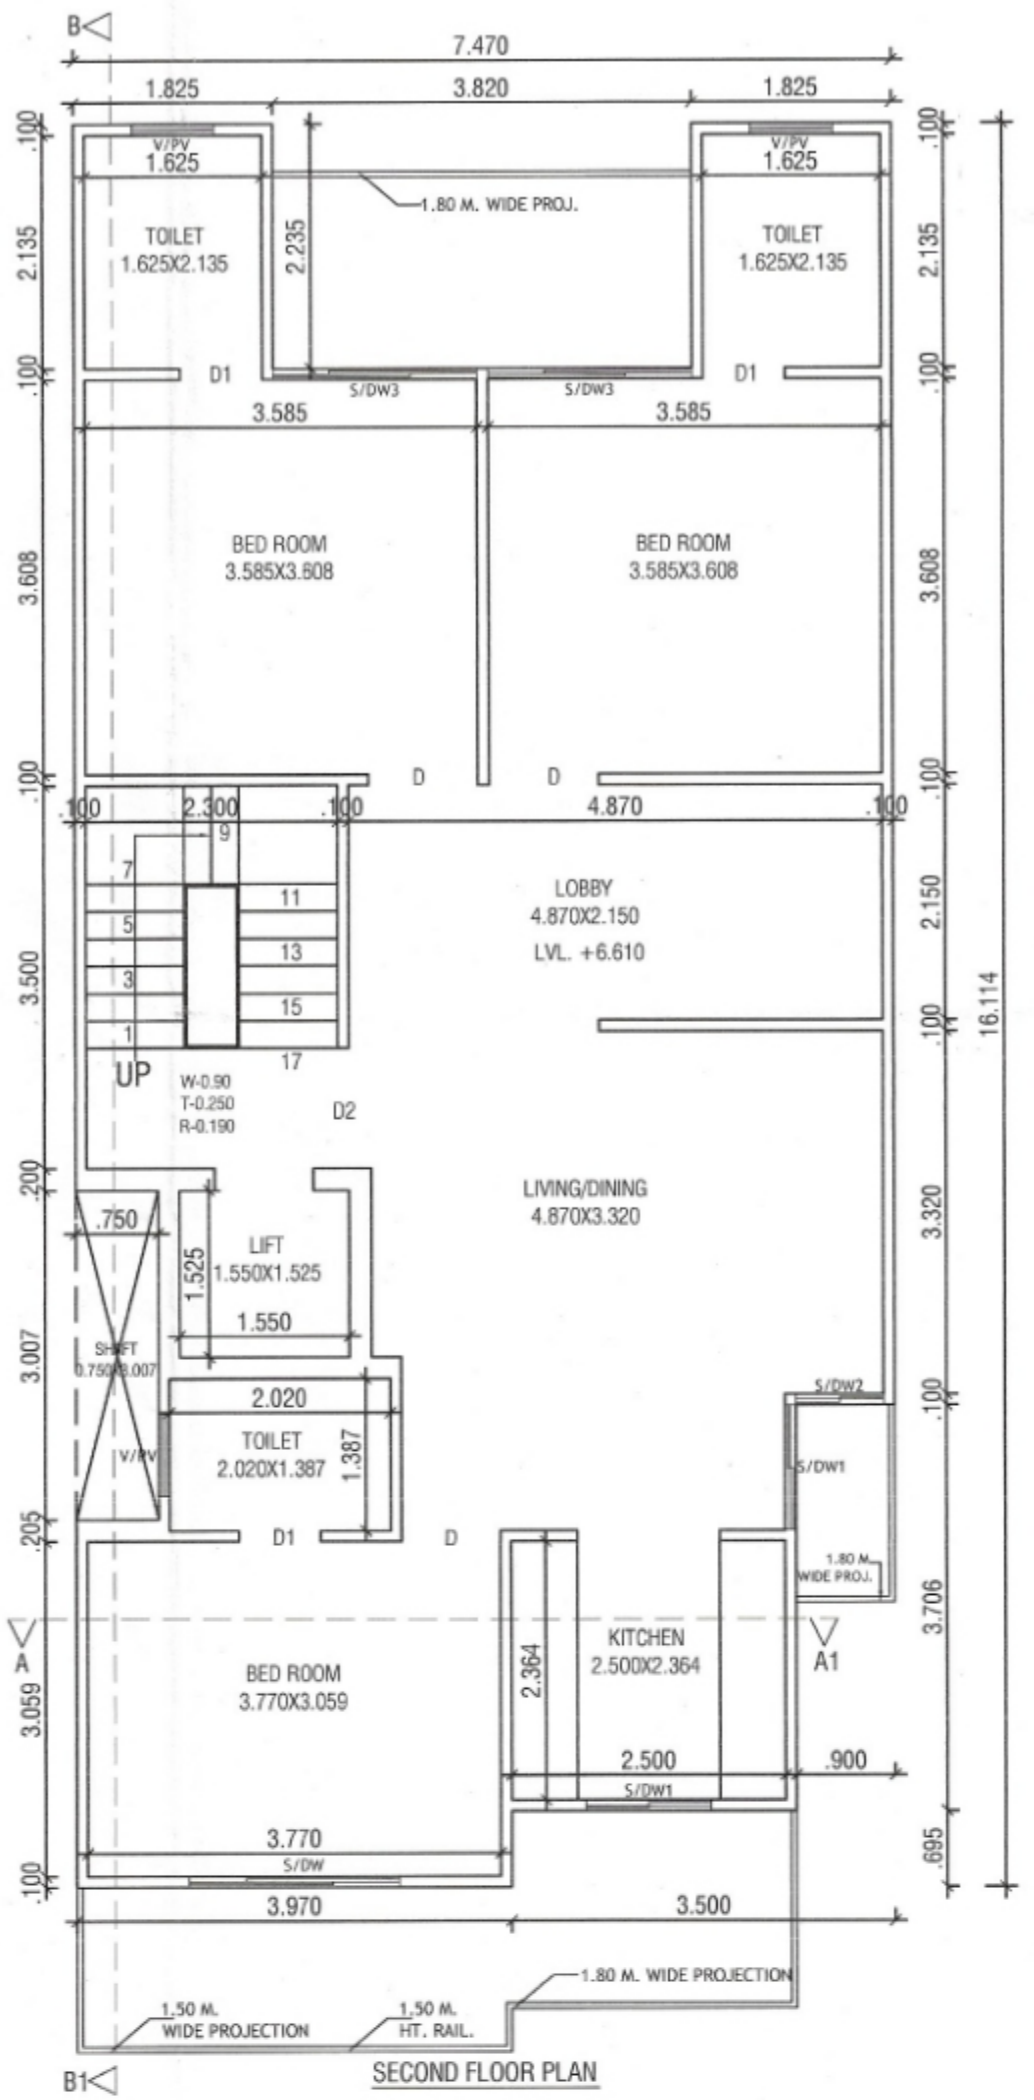 B
7.470
1.825
3.820
1.825
.100
.100
V/PV
1.625
V/PV
1.625
1.80 M. WIDE PROJ.
2.135
TOILET
1.625X2.135
2.235
TOILET
1.625X2.135
2.135
.100
D1
S/DW3
S/DW3
D1
.100
3.585
3.585
3.608
BED ROOM
3.585X3.608
BED ROOM
3.585X3.608
3.608
.100
D
D
.100
.100
2.300
.100
4.870
.100
9
7
5
3
1
11
13
15
17
UP
3.500
LOBBY
4.870X2.150
LVL. +6.610
2.150
16.114
.100
W-0.90
T-0.250
R-0.190
D2
.200
.750
LIFT
1.550X1.525
1.525
1.550
LIVING/DINING
4.870X3.320
3.320
3.007
SHAFT
0.750X3.007
2.020
TOILET
2.020X1.387
1.387
V/PV
S/DW2
.100
S/DW1
.205
D1
D
1.80 M.
WIDE PROJ.
3.706
A
A1
KITCHEN
2.500X2.364
2.364
BED ROOM
3.770X3.059
3.059
2.500
.900
S/DW1
3.770
S/DW
.695
.100
3.970
3.500
1.80 M. WIDE PROJECTION
1.50 M.
WIDE PROJECTION
1.50 M.
HT. RAIL.
SECOND FLOOR PLAN
B1